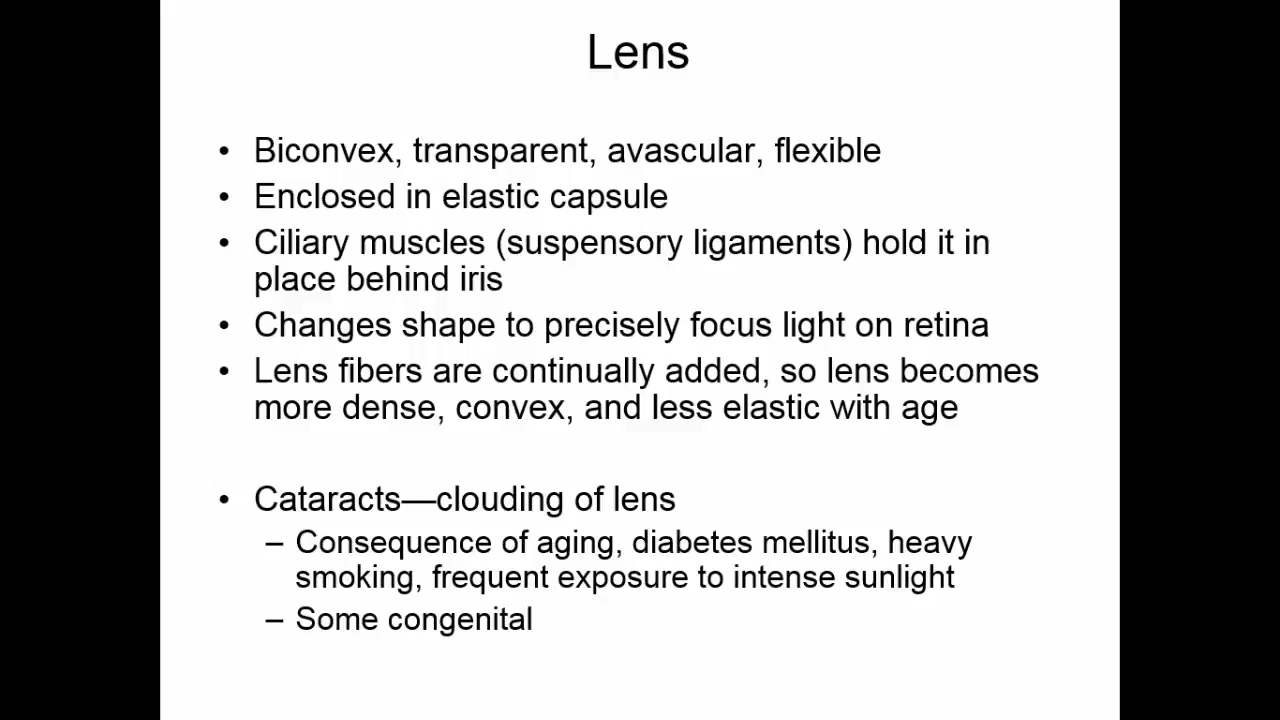 Lens
• Biconvex, transparent, avascular, flexible
• Enclosed in elastic capsule
• Ciliary muscles (suspensory ligaments) hold it in
place behind iris
• Changes shape to precisely focus light on retina
• Lens fibers are continually added, so lens becomes
more dense, convex, and less elastic with age
• Cataracts—clouding of lens
– Consequence of aging, diabetes mellitus, heavy
smoking, frequent exposure to intense sunlight
– Some congenital